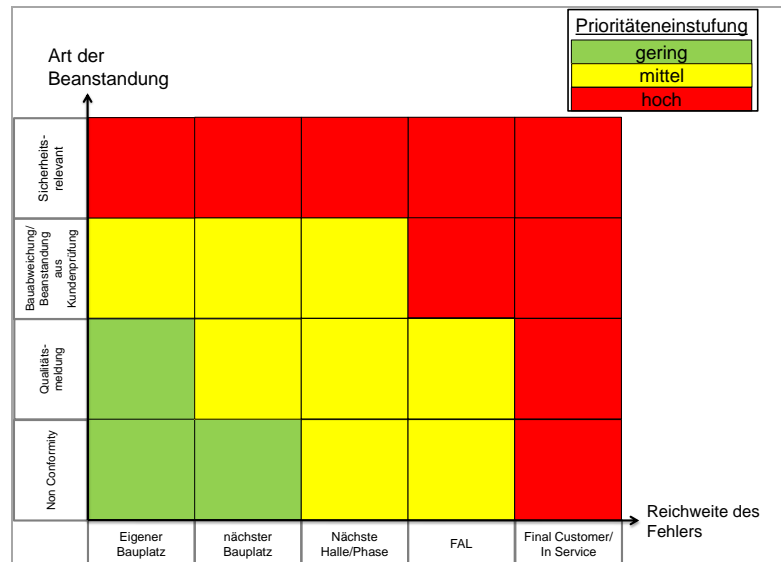 Prioritäteneinstufung
gering
mittel
hoch
Art der
Beanstandung
Sicherheits-
relevant
Bauabweichung/
Beanstandung
aus
Kundenprüfung
Qualitäts-
meldung
Non Conformity
Eigener
Bauplatz
nächster
Bauplatz
Nächste
Halle/Phase
FAL
Final Customer/
In Service
Reichweite des
Fehlers